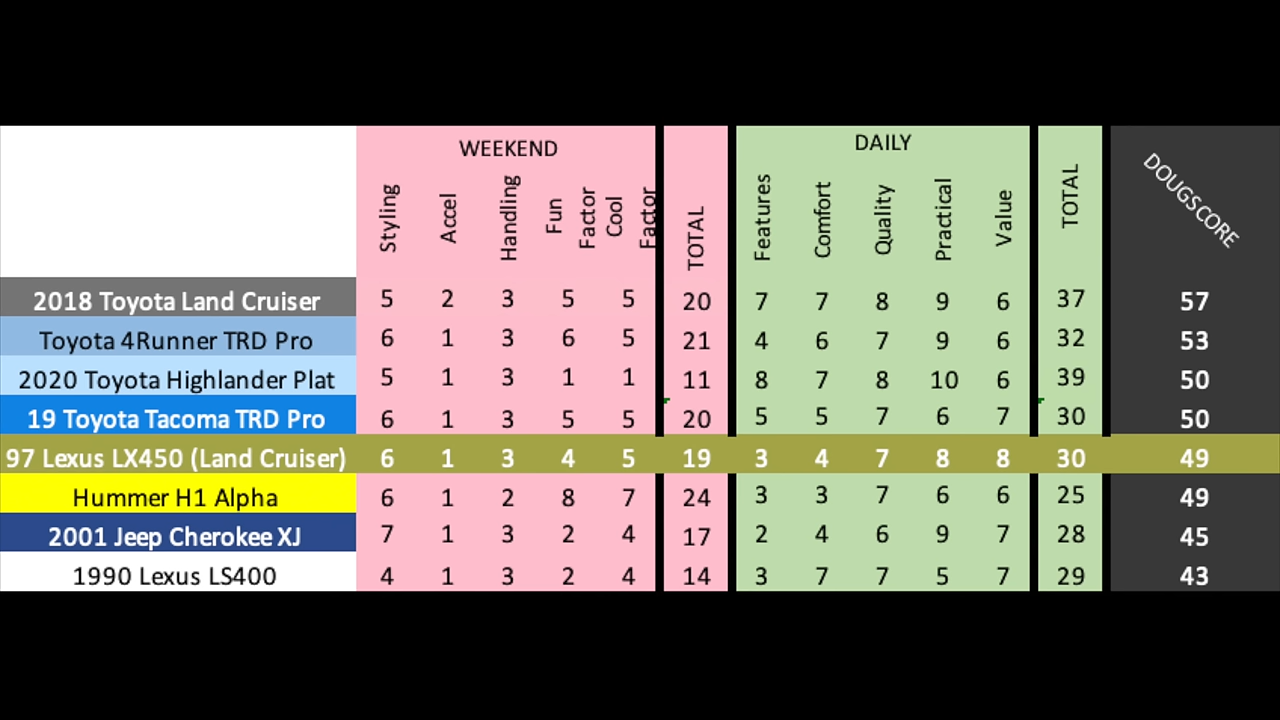 WEEKEND DAILY
Styling Accel Handling Fun Factor Cool Factor TOTAL Features Comfort Quality Practical Value TOTAL DOUGSCORE
2018 Toyota Land Cruiser 5 2 3 5 5 20 7 7 8 9 6 37 57
Toyota 4Runner TRD Pro 6 1 3 6 5 21 4 6 7 9 6 32 53
2020 Toyota Highlander Plat 5 1 3 1 1 11 8 7 8 10 6 39 50
19 Toyota Tacoma TRD Pro 6 1 3 5 5 20 5 5 7 6 7 30 50
97 Lexus LX450 (Land Cruiser) 6 1 3 4 5 19 3 4 7 8 8 30 49
Hummer H1 Alpha 6 1 2 8 7 24 3 3 7 6 6 25 49
2001 Jeep Cherokee XJ 7 1 3 2 4 17 2 4 6 9 7 28 45
1990 Lexus LS400 4 1 3 2 4 14 3 7 7 5 7 29 43